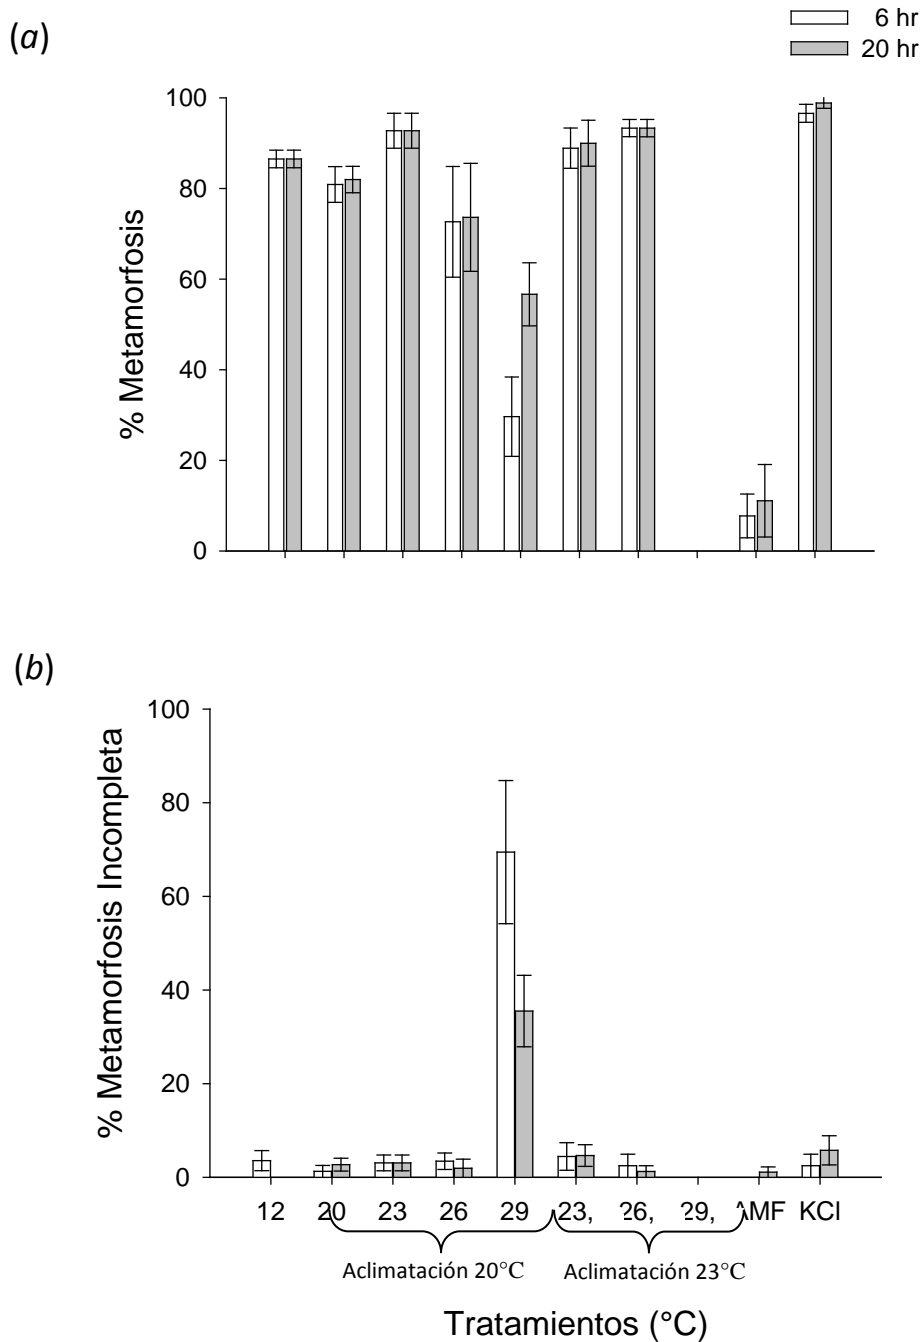 (a)
6 hr
20 hr
100
80
60
40
20
0
% Metamorfosis
(b)
100
80
60
40
20
0
% Metamorfosis Incompleta
12 20 23 26 29 23, 26, 29, AMF KCl
Aclimatación 20°C Aclimatación 23°C
Tratamientos (°C)